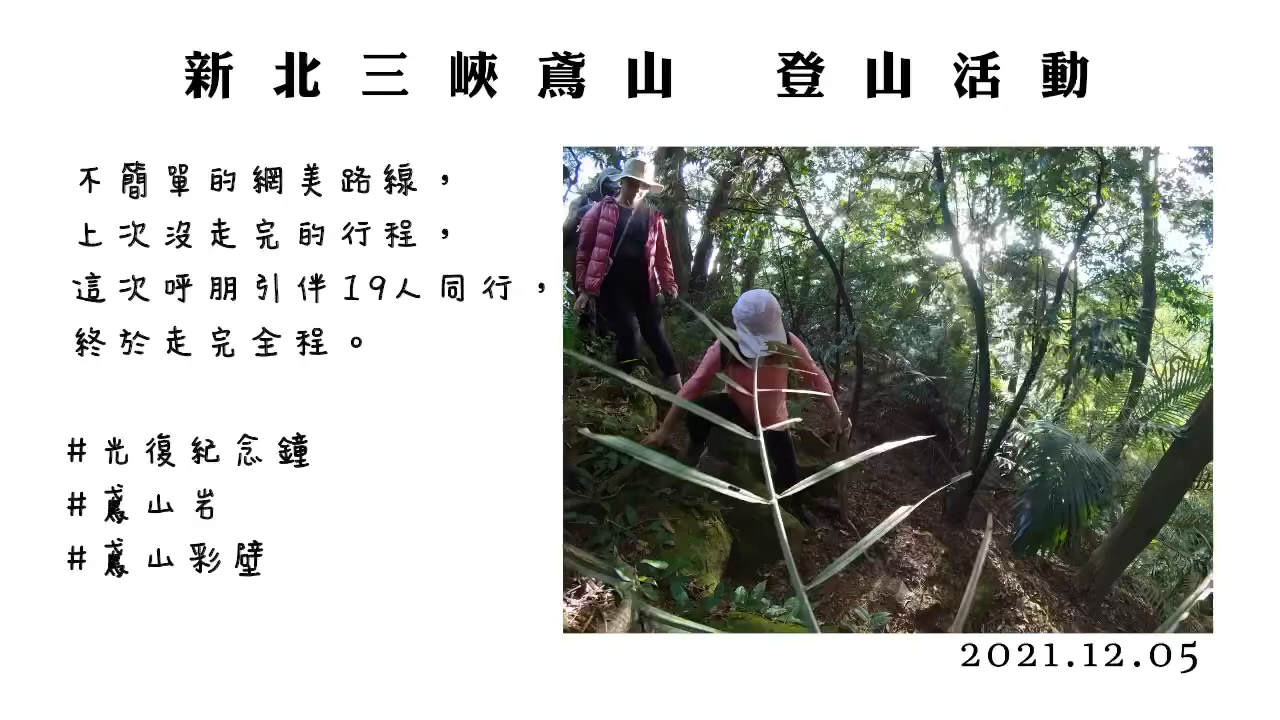 新北三峽鳶山 登山活動
不簡單的網美路線，
上次沒走完的行程，
這次呼朋引伴19人同行，
終於走完全程。
#光復紀念鐘
#鳶山岩
#鳶山彩壁
2021.12.05